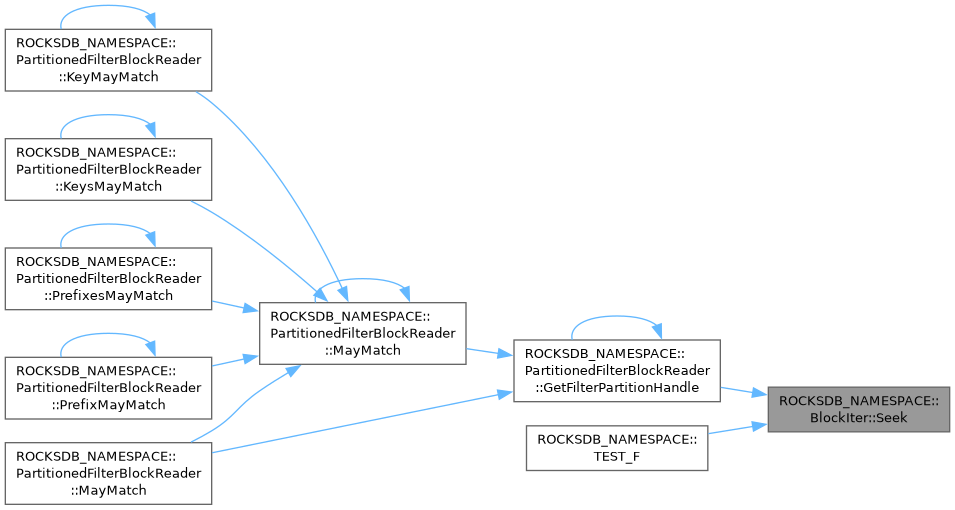 ROCKSDB_NAMESPACE::
PartitionedFilterBlockReader
::KeyMayMatch
ROCKSDB_NAMESPACE::
PartitionedFilterBlockReader
::KeysMayMatch
ROCKSDB_NAMESPACE::
PartitionedFilterBlockReader
::PrefixesMayMatch
ROCKSDB_NAMESPACE::
PartitionedFilterBlockReader
::PrefixMayMatch
ROCKSDB_NAMESPACE::
PartitionedFilterBlockReader
::MayMatch
ROCKSDB_NAMESPACE::
PartitionedFilterBlockReader
::MayMatch
ROCKSDB_NAMESPACE::
PartitionedFilterBlockReader
::GetFilterPartitionHandle
ROCKSDB_NAMESPACE::
TEST_F
ROCKSDB_NAMESPACE::
BlockIter::Seek